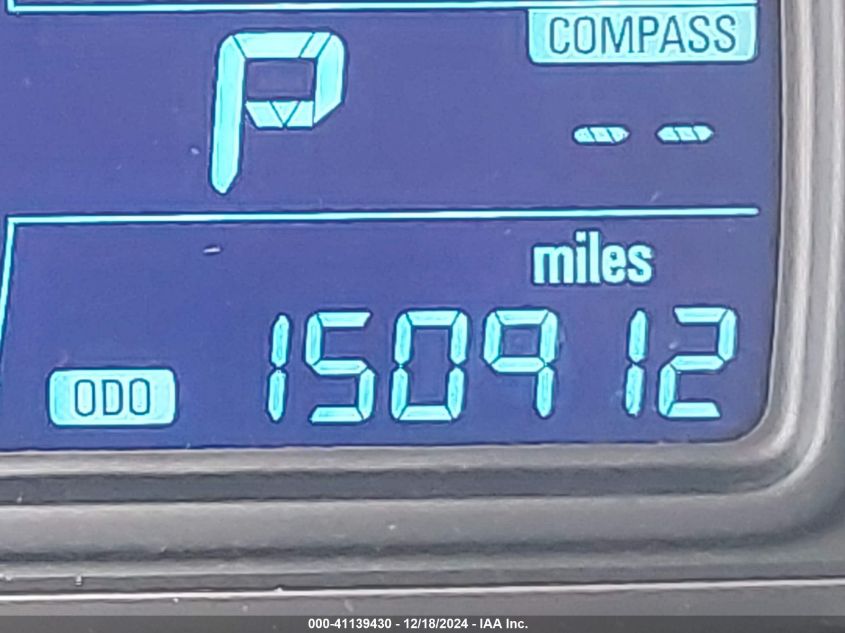 COMPASS
P
-- --
miles
ODO 150912
000-41139430 - 12/18/2024 - IAA Inc.